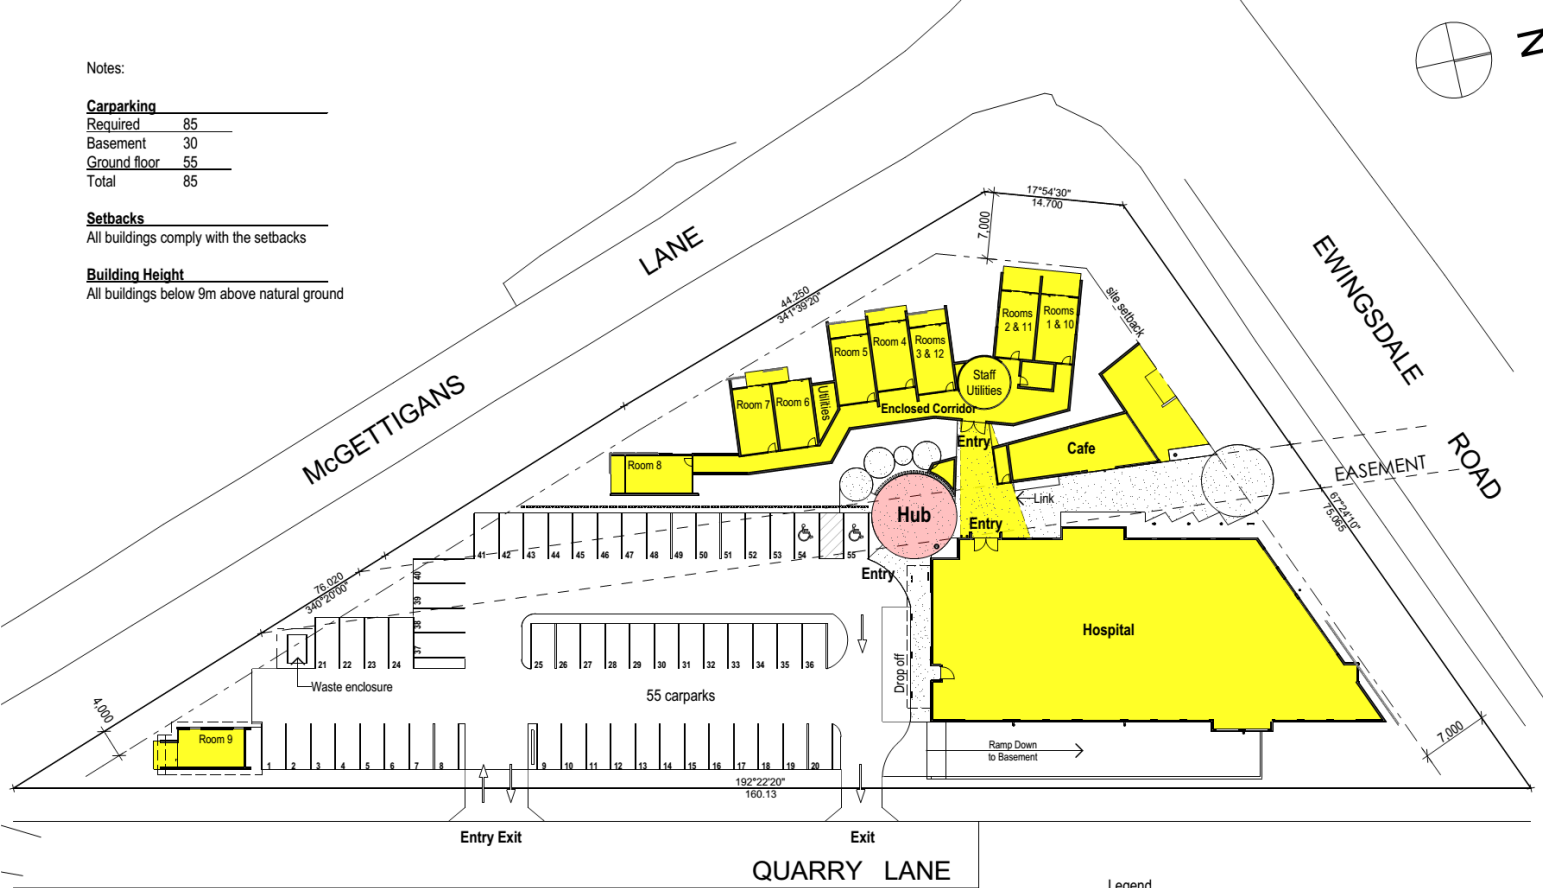 Notes:
Carparking
Required 85
Basement 30
Ground floor 55
Total 85
Setbacks
All buildings comply with the setbacks
Building Height
All buildings below 9m above natural ground
N
LANE
McGETTIGANS
EWINGSDALE
ROAD
EASEMENT
17°54'30"
14.700
7,000
44.250
341°39'20"
site setback
Rooms
2 & 11
Rooms
1 & 10
Room 5
Room 4
Rooms
3 & 12
Staff
Utilities
Room 7
Room 6
Utilities
Enclosed Corridor
Entry
Cafe
Room 8
Link
Hub
Entry
Entry
67°24'10"
75.065
41 42 43 44 45 46 47 48 49 50 51 52 53 54 55
40
39
38
37
76.020
340°20'00"
21 22 23 24
25 26 27 28 29 30 31 32 33 34 35 36
Hospital
Drop off
Waste enclosure
55 carparks
4,000
Room 9
1 2 3 4 5 6 7 8
9 10 11 12 13 14 15 16 17 18 19 20
Ramp Down
to Basement
7,000
192°22'20"
160.13
Entry Exit
Exit
QUARRY LANE
Legend